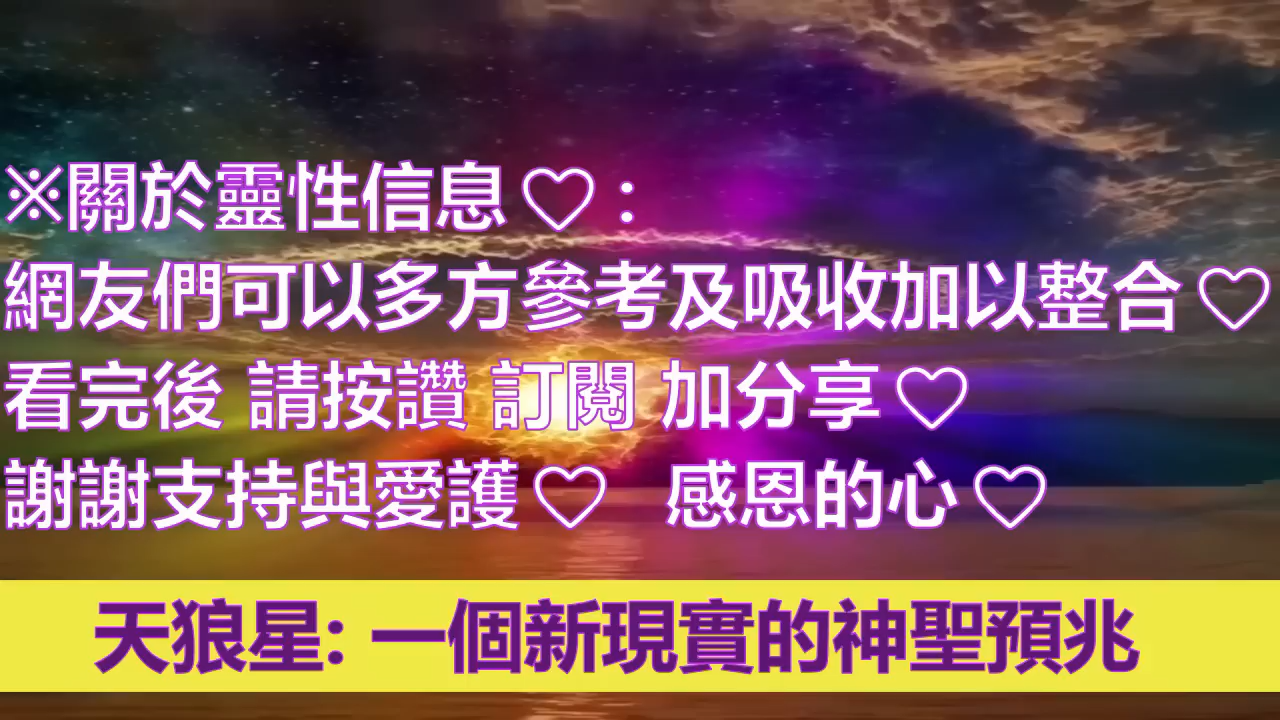 ※關於靈性信息♡:
網友們可以多方參考及吸收加以整合♡
看完後 請按讚 訂閱 加分享♡
謝謝支持與愛護♡ 感恩的心♡
天狼星: 一個新現實的神聖預兆